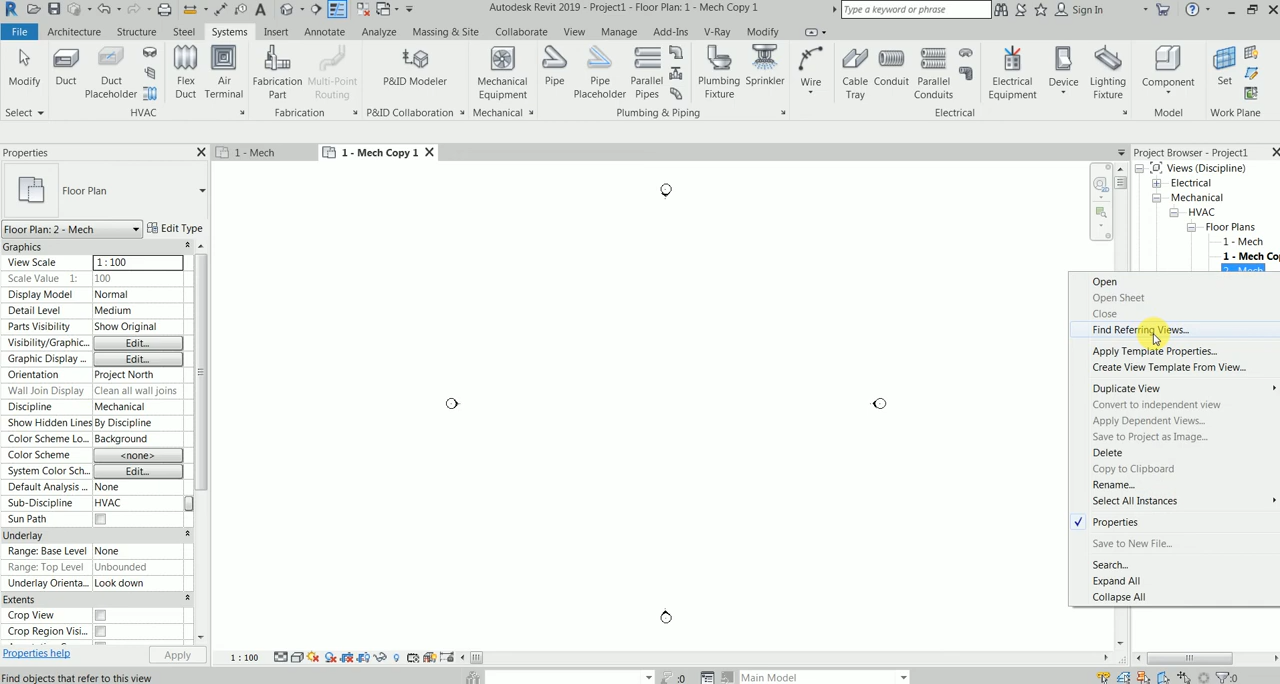 Autodesk Revit 2019 - Project1 - Floor Plan: 1 - Mech Copy 1
Type a keyword or phrase
Sign In
File Architecture Structure Steel Systems Insert Annotate Analyze Massing & Site Collaborate View Manage Add-Ins V-Ray Modify
Modify
Duct
Duct Placeholder
Flex Duct
Air Terminal
Fabrication Part
Multi-Point Routing
P&ID Modeler
Mechanical Equipment
Pipe
Pipe Placeholder
Parallel Pipes
Plumbing Fixture
Sprinkler
Wire
Cable Tray
Conduit
Parallel Conduits
Electrical Equipment
Device
Lighting Fixture
Component
Set
Select HVAC Fabrication P&ID Collaboration Mechanical Plumbing & Piping Electrical Model Work Plane
Properties
1 - Mech
1 - Mech Copy 1
Project Browser - Project1
Floor Plan
Floor Plan: 2 - Mech
Edit Type
Graphics
View Scale 1 : 100
Scale Value 1: 100
Display Model Normal
Detail Level Medium
Parts Visibility Show Original
Visibility/Graphic... Edit...
Graphic Display ... Edit...
Orientation Project North
Wall Join Display Clean all wall joins
Discipline Mechanical
Show Hidden Lines By Discipline
Color Scheme Lo... Background
Color Scheme <none>
System Color Sch... Edit...
Default Analysis ... None
Sub-Discipline HVAC
Sun Path
Underlay
Range: Base Level None
Range: Top Level Unbounded
Underlay Orienta... Look down
Extents
Crop View
Crop Region Visi...
Properties help
Apply
Views (Discipline)
Electrical
Mechanical
HVAC
Floor Plans
1 - Mech
1 - Mech Cop
2 - Mech
Open
Open Sheet
Close
Find Referring Views...
Apply Template Properties...
Create View Template From View...
Duplicate View
Convert to independent view
Apply Dependent Views...
Save to Project as Image...
Delete
Copy to Clipboard
Rename...
Select All Instances
Properties
Save to New File...
Search...
Expand All
Collapse All
1 : 100
Find objects that refer to this view
:0
Main Model
:0